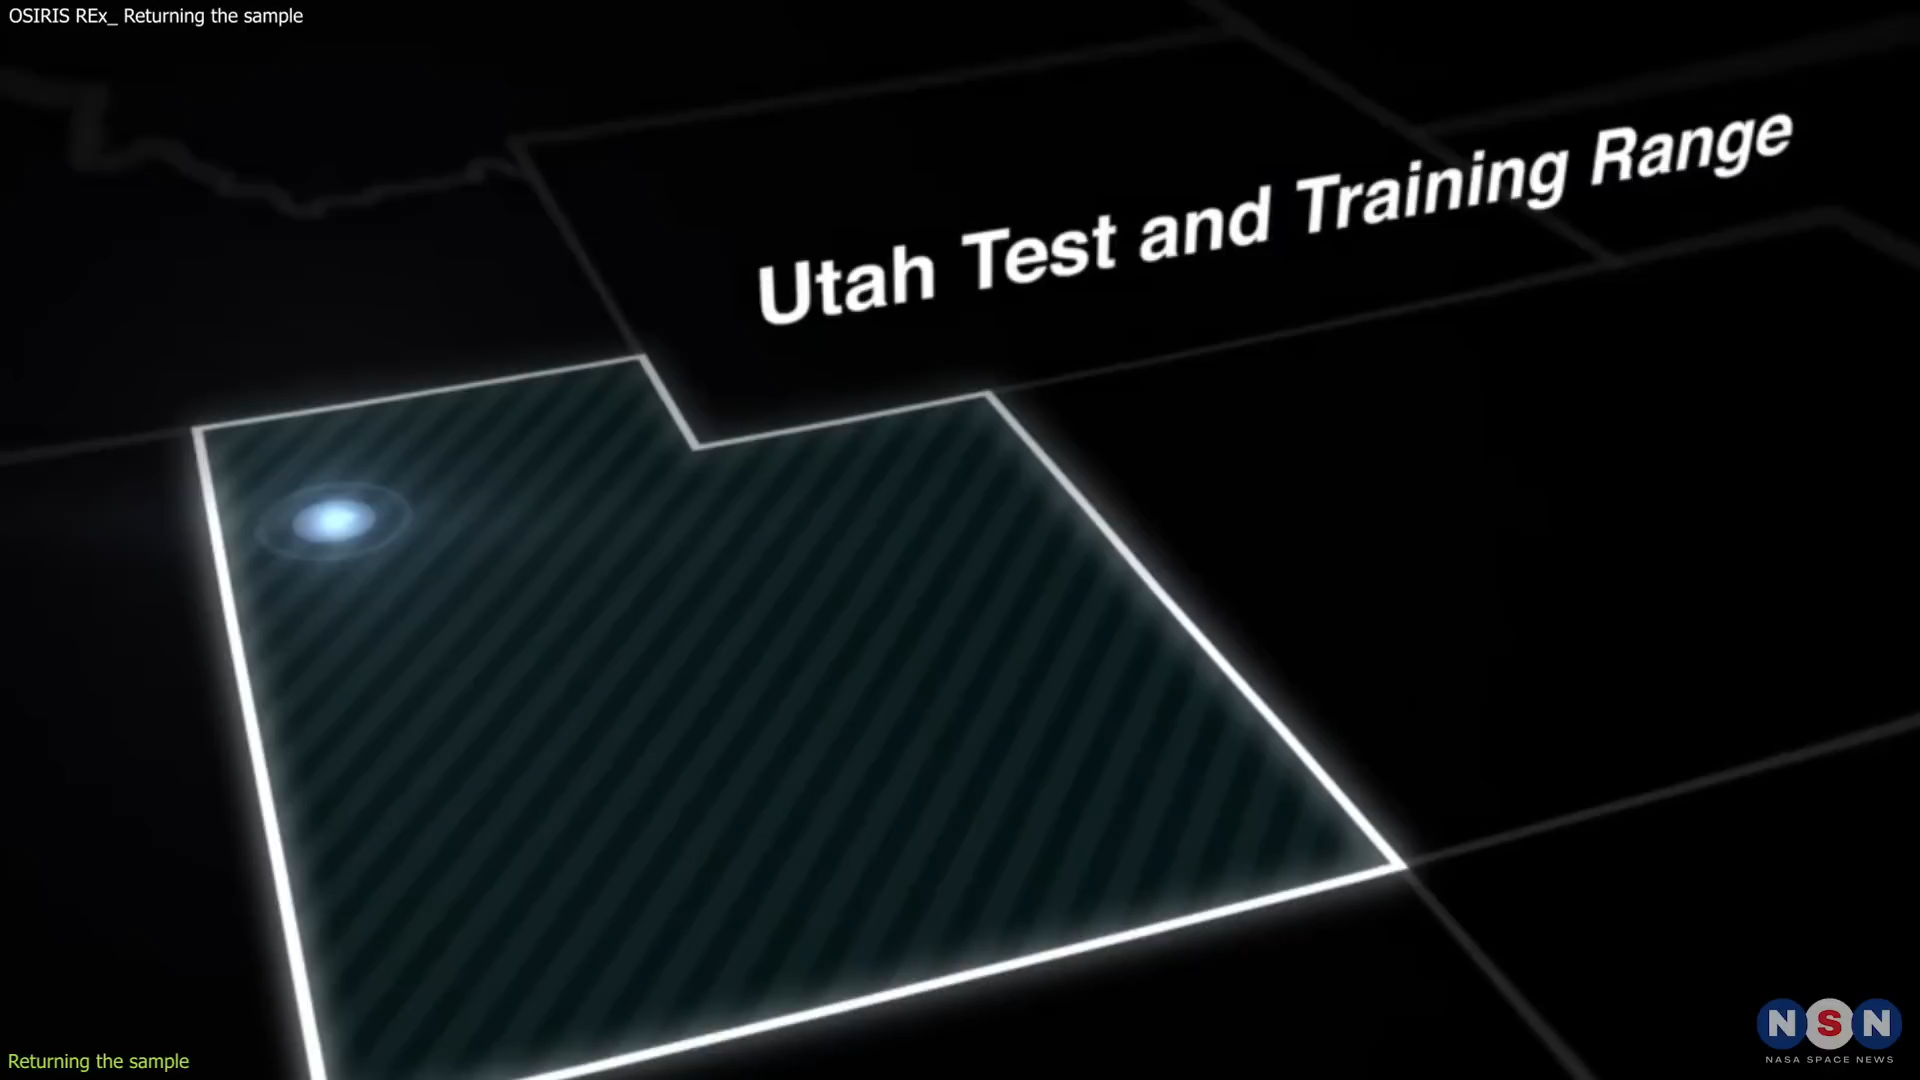 OSIRIS REx_ Returning the sample
Utah Test and Training Range
Returning the sample
NSN
NASA SPACE NEWS